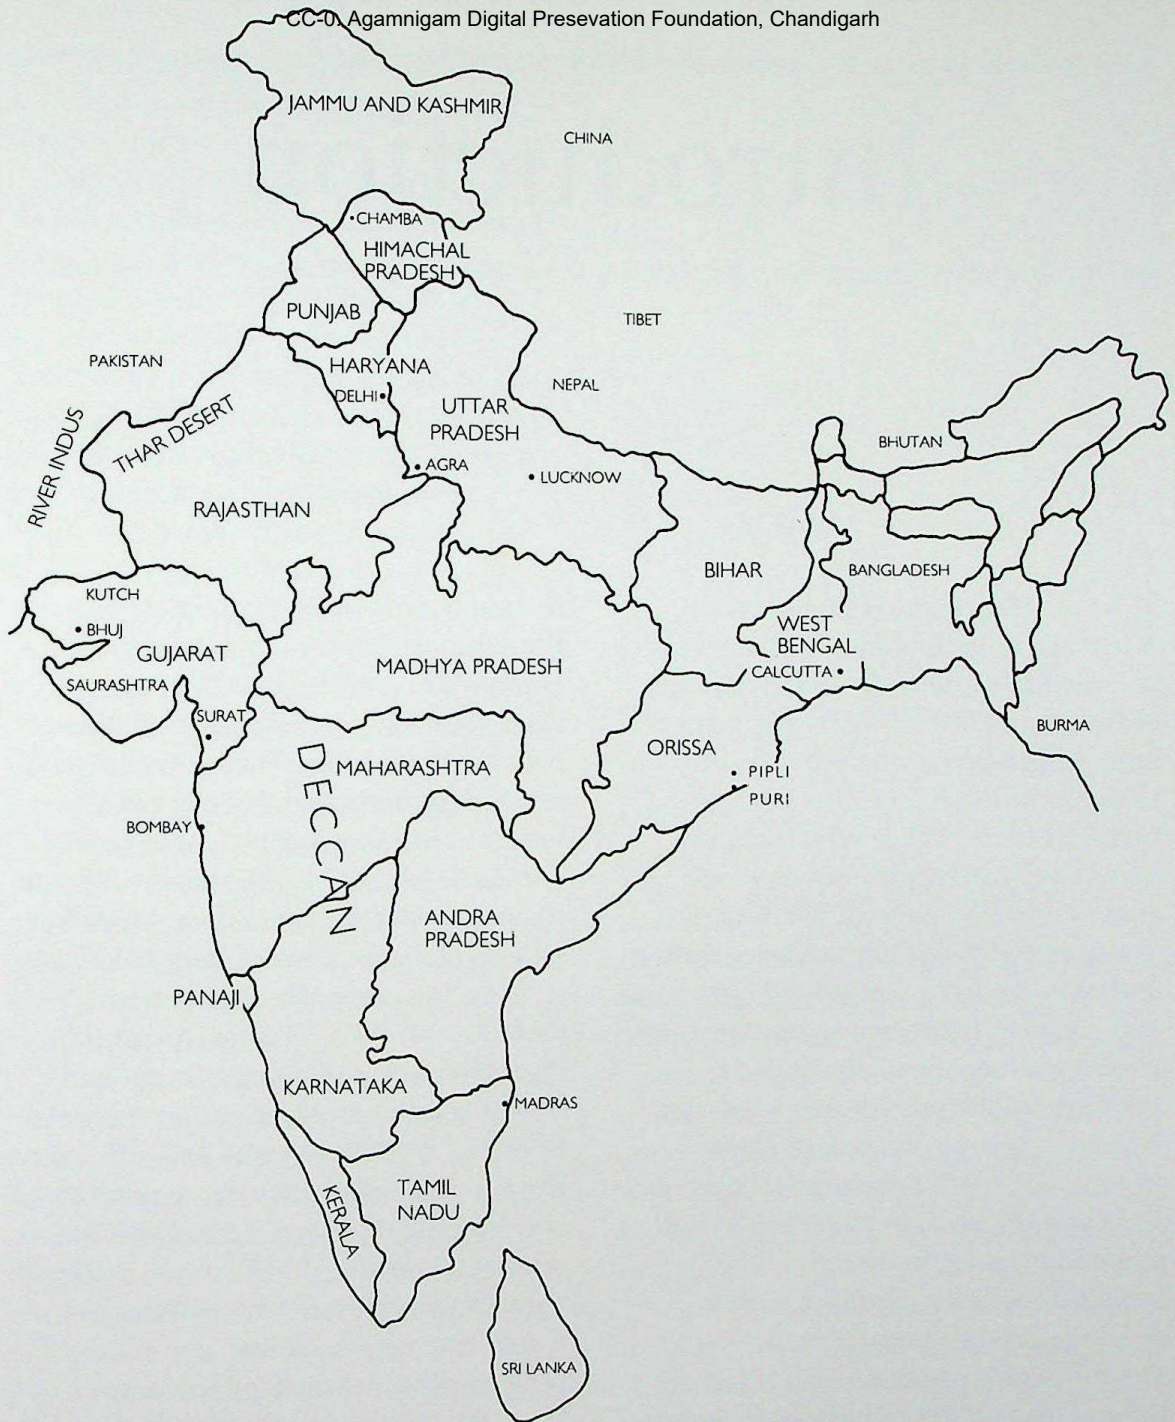 CC-0. Agamnigam Digital Presevation Foundation, Chandigarh
JAMMU AND KASHMIR
CHINA
CHAMBA
HIMACHAL
PRADESH
PUNJAB
TIBET
PAKISTAN
HARYANA
NEPAL
DELHI
UTTAR
PRADESH
THAR DESERT
RIVER INDUS
BHUTAN
AGRA
LUCKNOW
RAJASTHAN
BIHAR
BANGLADESH
KUTCH
BHUJ
WEST
BENGAL
GUJARAT
MADHYA PRADESH
CALCUTTA
SAURASHTRA
SURAT
BURMA
ORISSA
DECCAN
MAHARASHTRA
PIPLI
PURI
BOMBAY
ANDRA
PRADESH
PANAJI
KARNATAKA
MADRAS
KERALA
TAMIL
NADU
SRI LANKA